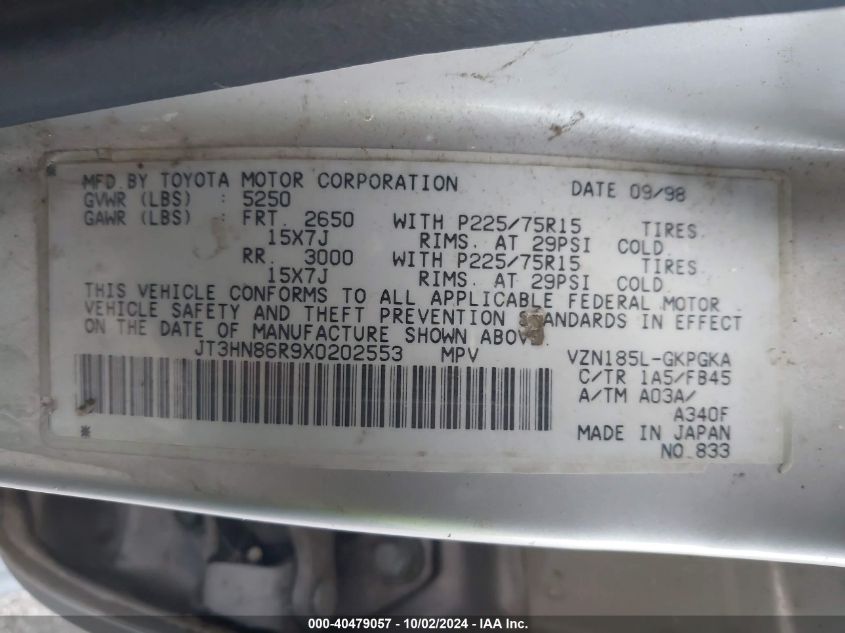 MFD. BY TOYOTA MOTOR CORPORATION DATE 09/98
GVWR (LBS) : 5250
GAWR (LBS) : FRT. 2650 WITH P225/75R15 TIRES,
15X7J RIMS. AT 29PSI COLD.
RR. 3000 WITH P225/75R15 TIRES,
15X7J RIMS. AT 29PSI COLD.
THIS VEHICLE CONFORMS TO ALL APPLICABLE FEDERAL MOTOR
VEHICLE SAFETY AND THEFT PREVENTION STANDARDS IN EFFECT
ON THE DATE OF MANUFACTURE SHOWN ABOVE.
JT3HN86R9X0202553 MPV VZN185L-GKPGKA
C/TR 1A5/FB45
A/TM A03A/
A340F
MADE IN JAPAN
NO.833
000-40479057 - 10/02/2024 - IAA Inc.